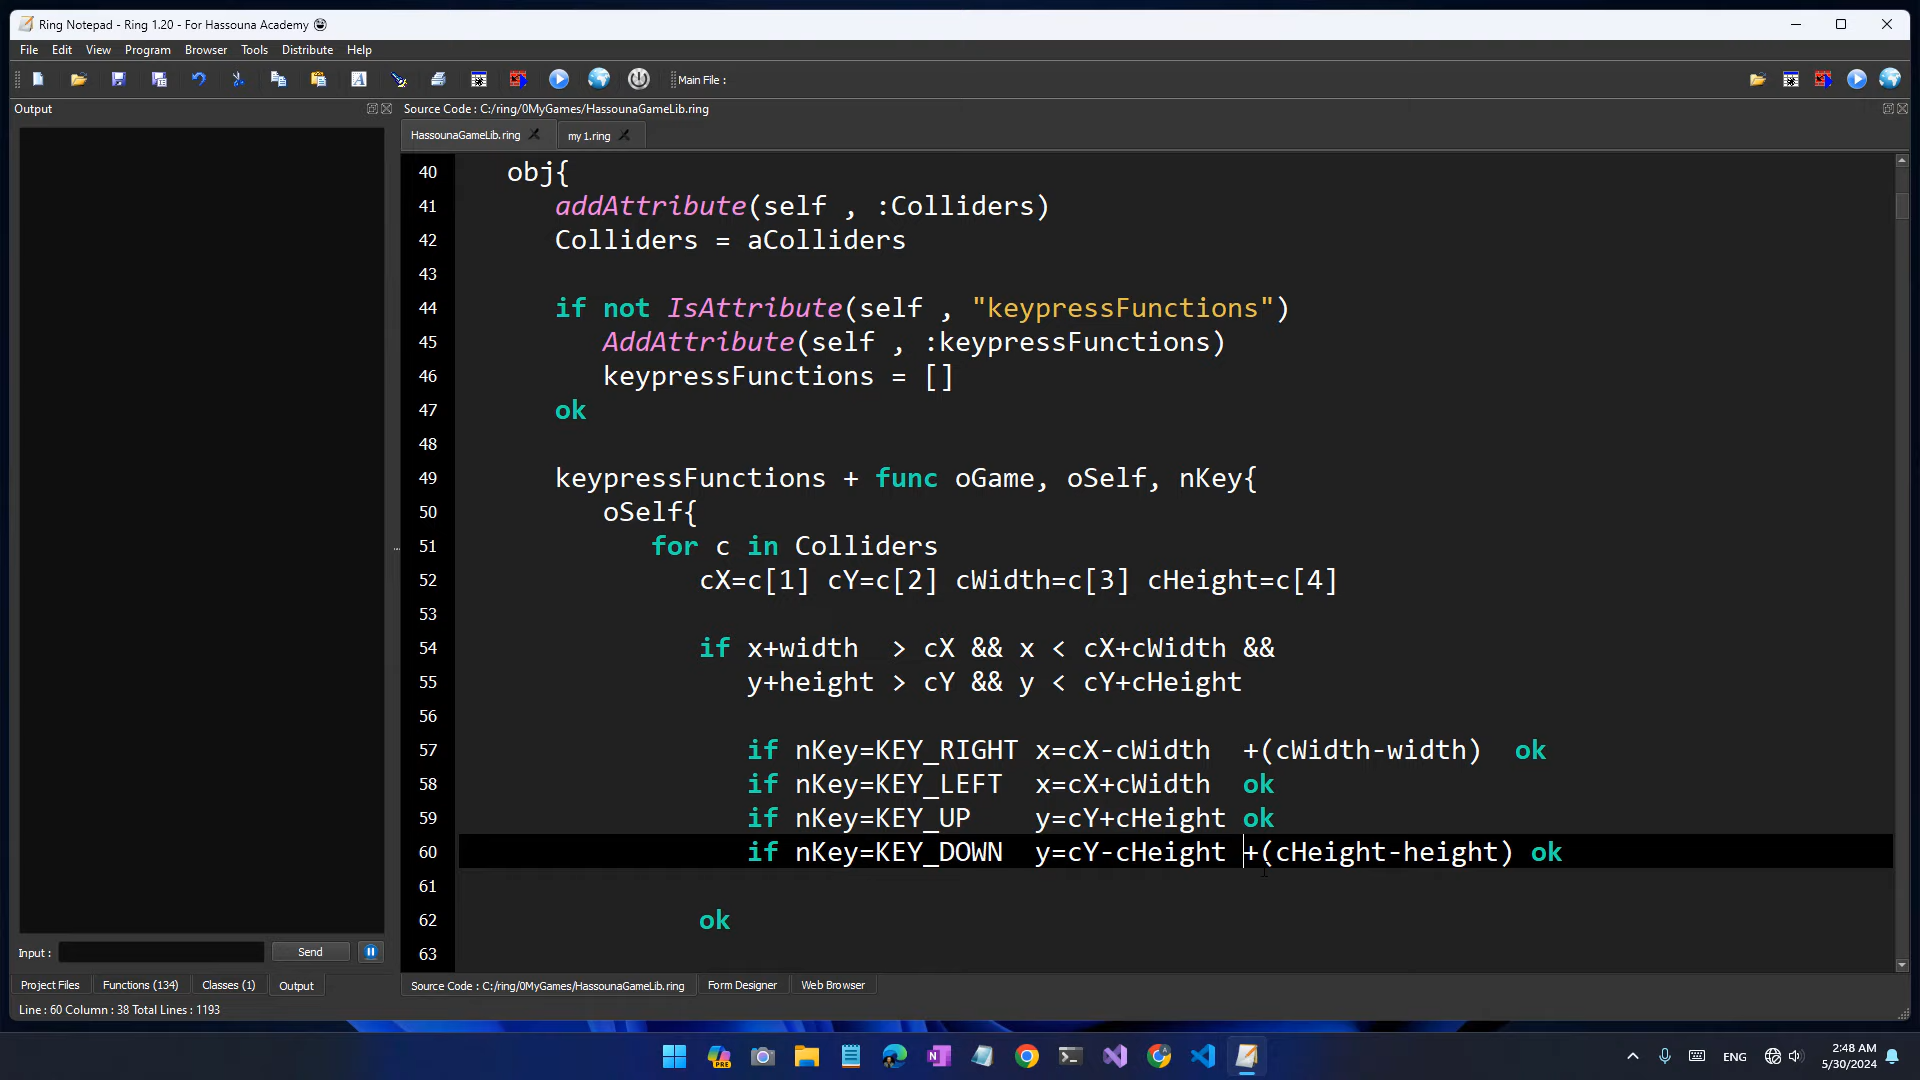 Ring Notepad - Ring 1.20 - For Hassouna Academy 😀
File Edit View Program Browser Tools Distribute Help
Main File :
Output
Source Code : C:/ring/0MyGames/HassounaGameLib.ring
HassounaGameLib.ring my 1.ring
40 obj{
41 addAttribute(self , :Colliders)
42 Colliders = aColliders
43
44 if not IsAttribute(self , "keypressFunctions")
45 AddAttribute(self , :keypressFunctions)
46 keypressFunctions = []
47 ok
48
49 keypressFunctions + func oGame, oSelf, nKey{
50 oSelf{
51 for c in Colliders
52 cX=c[1] cY=c[2] cWidth=c[3] cHeight=c[4]
53
54 if x+width  > cX && x < cX+cWidth &&
55 y+height > cY && y < cY+cHeight
56
57 if nKey=KEY_RIGHT x=cX-cWidth  +(cWidth-width)  ok
58 if nKey=KEY_LEFT  x=cX+cWidth  ok
59 if nKey=KEY_UP    y=cY+cHeight ok
60 if nKey=KEY_DOWN  y=cY-cHeight +(cHeight-height) ok
61
62 ok
63
Input : Send
Project Files Functions (134) Classes (1) Output
Source Code : C:/ring/0MyGames/HassounaGameLib.ring Form Designer Web Browser
Line : 60 Column : 38 Total Lines : 1193
PRE
ENG
2:48 AM
5/30/2024